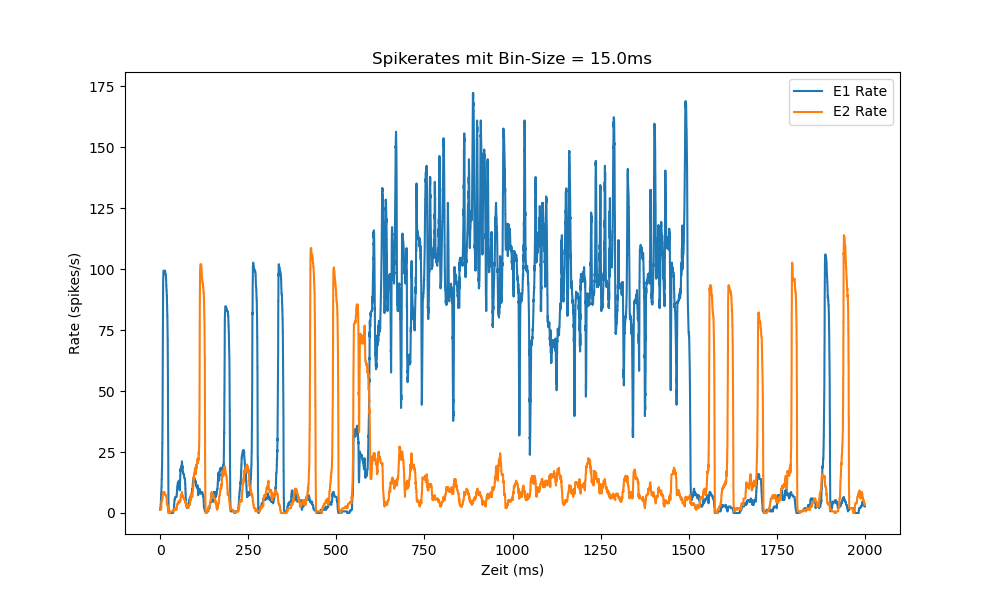 Spikerates mit Bin-Size = 15.0ms
E1 Rate
E2 Rate
175
150
125
100
75
50
25
0
Rate (spikes/s)
0 250 500 750 1000 1250 1500 1750 2000
Zeit (ms)